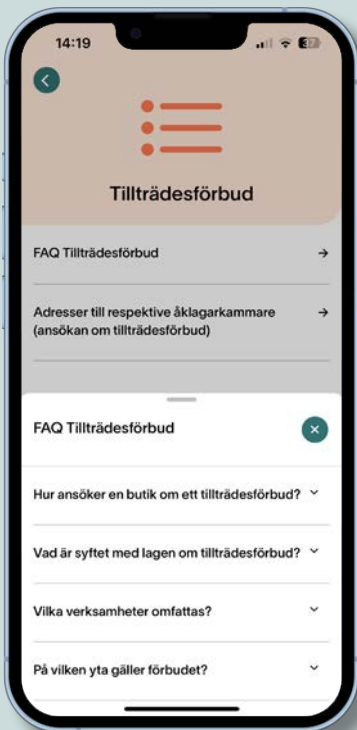 14:19
37
Tillträdesförbud
FAQ Tillträdesförbud
Adresser till respektive åklagarkammare
(ansökan om tillträdesförbud)
FAQ Tillträdesförbud
Hur ansöker en butik om ett tillträdesförbud?
Vad är syftet med lagen om tillträdesförbud?
Vilka verksamheter omfattas?
På vilken yta gäller förbudet?